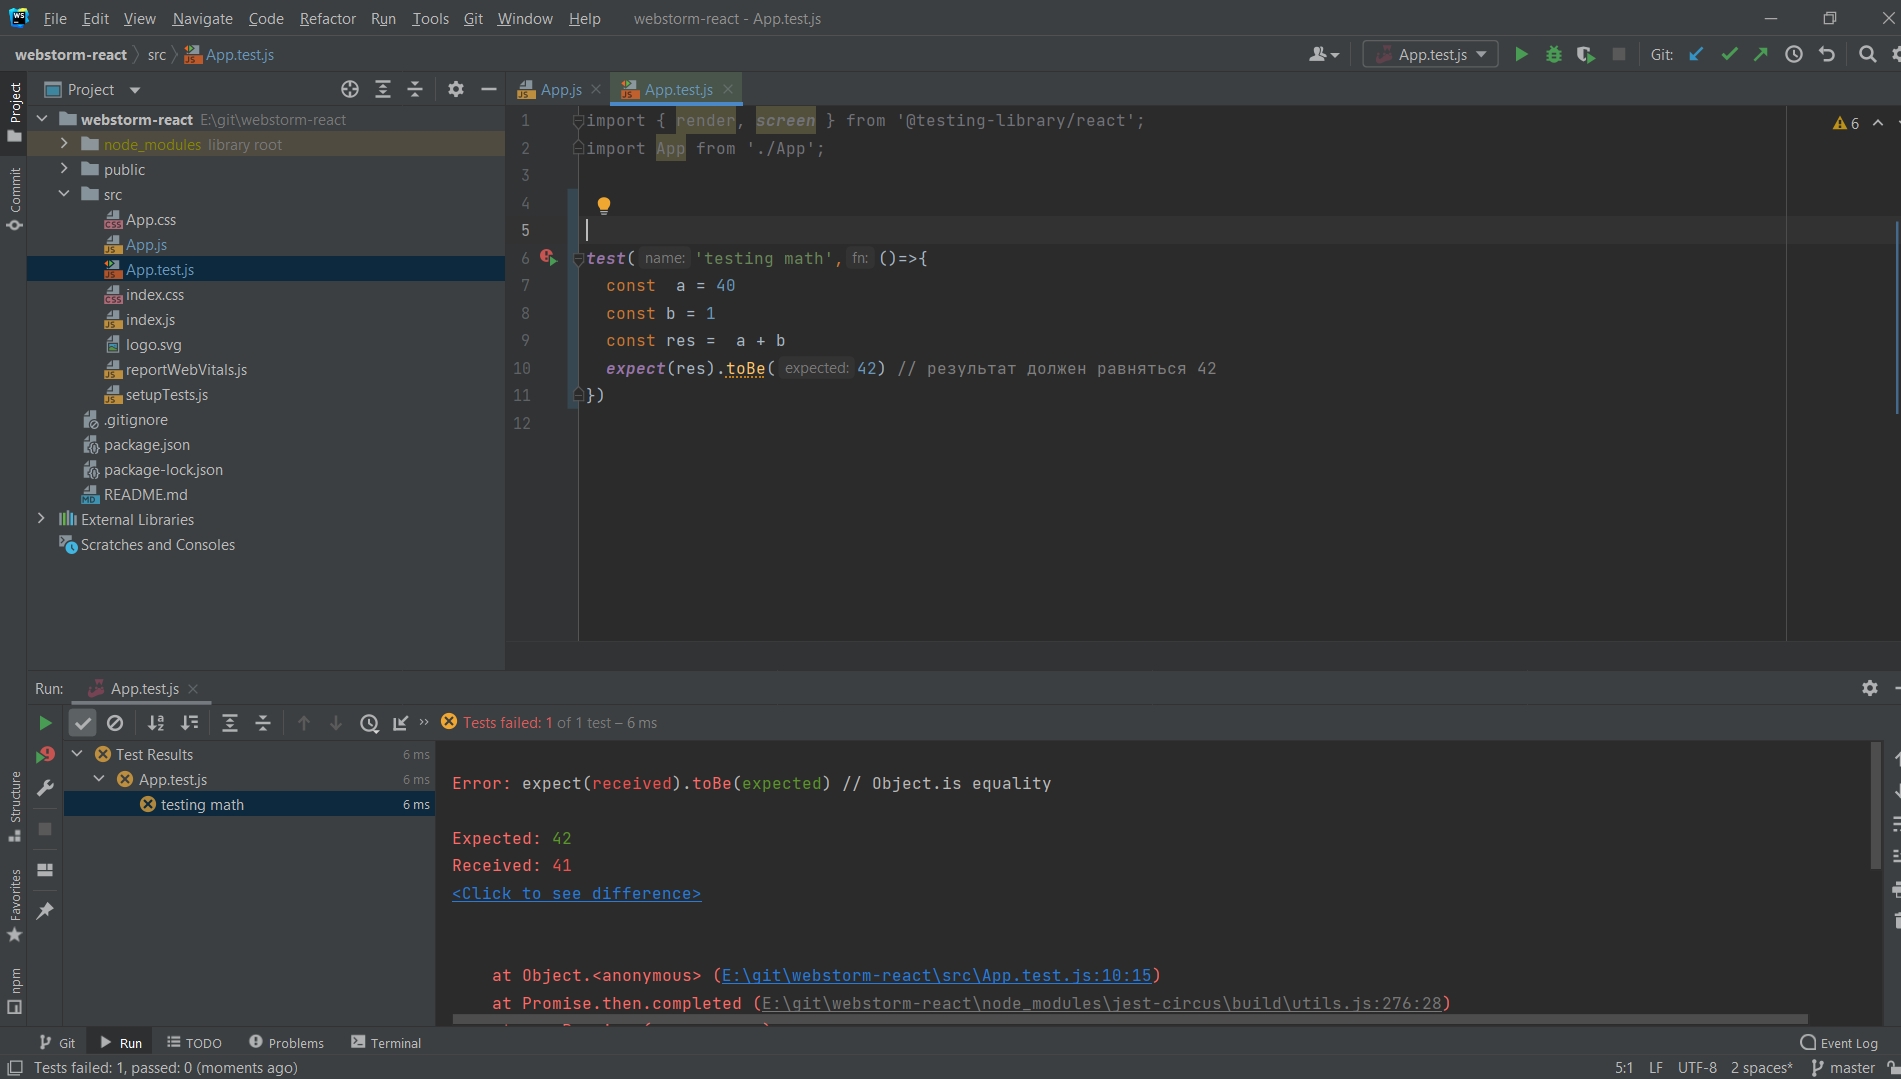 File Edit View Navigate Code Refactor Run Tools Git Window Help webstorm-react - App.test.js
webstorm-react src App.test.js App.test.js Git:
Project
App.js App.test.js
Project
Commit
webstorm-react E:\git\webstorm-react
node_modules library root
public
src
App.css
App.js
App.test.js
index.css
index.js
logo.svg
reportWebVitals.js
setupTests.js
.gitignore
package.json
package-lock.json
README.md
External Libraries
Scratches and Consoles
6
1 import { render, screen } from '@testing-library/react';
2 import App from './App';
3
4
5
6 test( name: 'testing math', fn: ()=>{
7 const a = 40
8 const b = 1
9 const res = a + b
10 expect(res).toBe( expected: 42) // результат должен равняться 42
11 })
12
Run: App.test.js
Tests failed: 1 of 1 test – 6 ms
Test Results 6 ms
App.test.js 6 ms
testing math 6 ms
Error: expect(received).toBe(expected) // Object.is equality
Expected: 42
Received: 41
<Click to see difference>
at Object.<anonymous> (E:\git\webstorm-react\src\App.test.js:10:15)
at Promise.then.completed (E:\git\webstorm-react\node_modules\jest-circus\build\utils.js:276:28)
Structure
Favorites
npm
Git Run TODO Problems Terminal Event Log
Tests failed: 1, passed: 0 (moments ago) 5:1 LF UTF-8 2 spaces* master